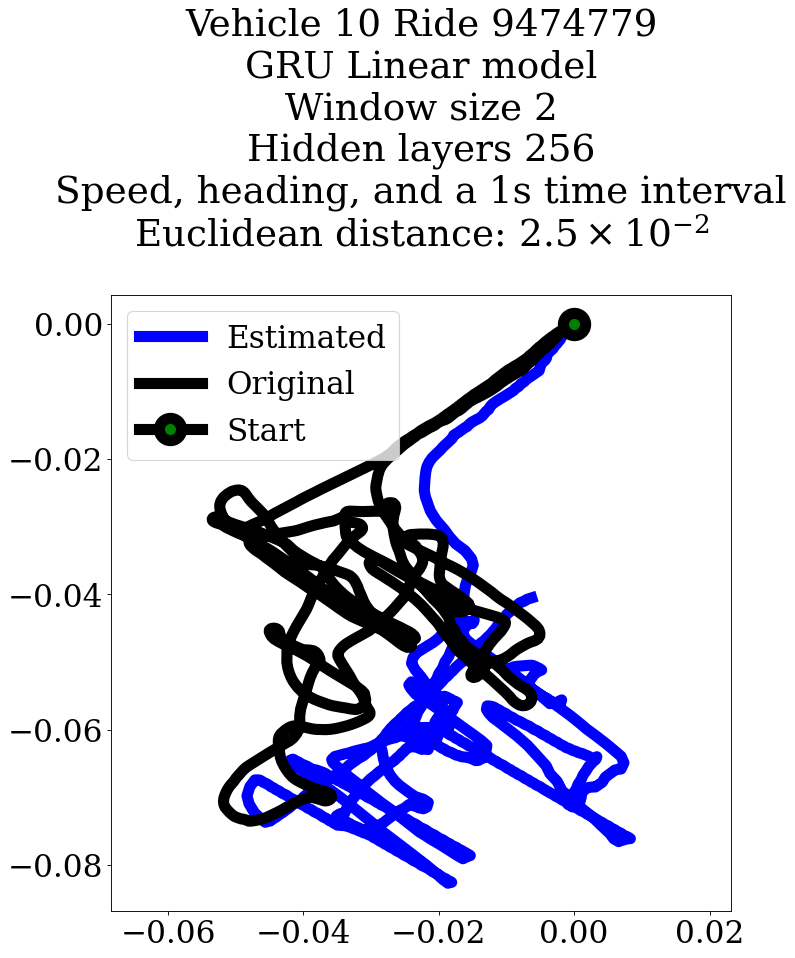 Vehicle 10 Ride 9474779
GRU Linear model
Window size 2
Hidden layers 256
Speed, heading, and a 1s time interval
Euclidean distance: 2.5 × 10⁻²
Estimated
Original
Start
0.00
−0.02
−0.04
−0.06
−0.08
−0.06 −0.04 −0.02 0.00 0.02